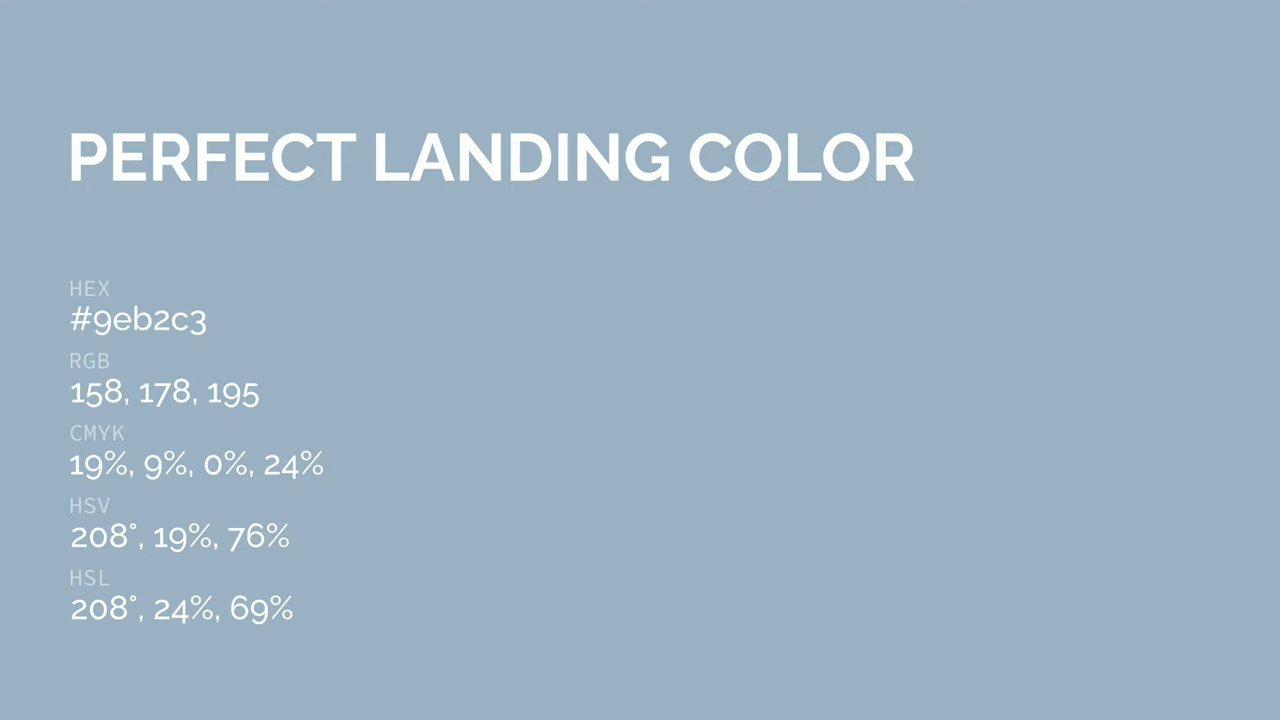 PERFECT LANDING COLOR
HEX
#9eb2c3
RGB
158, 178, 195
CMYK
19%, 9%, 0%, 24%
HSV
208°, 19%, 76%
HSL
208°, 24%, 69%